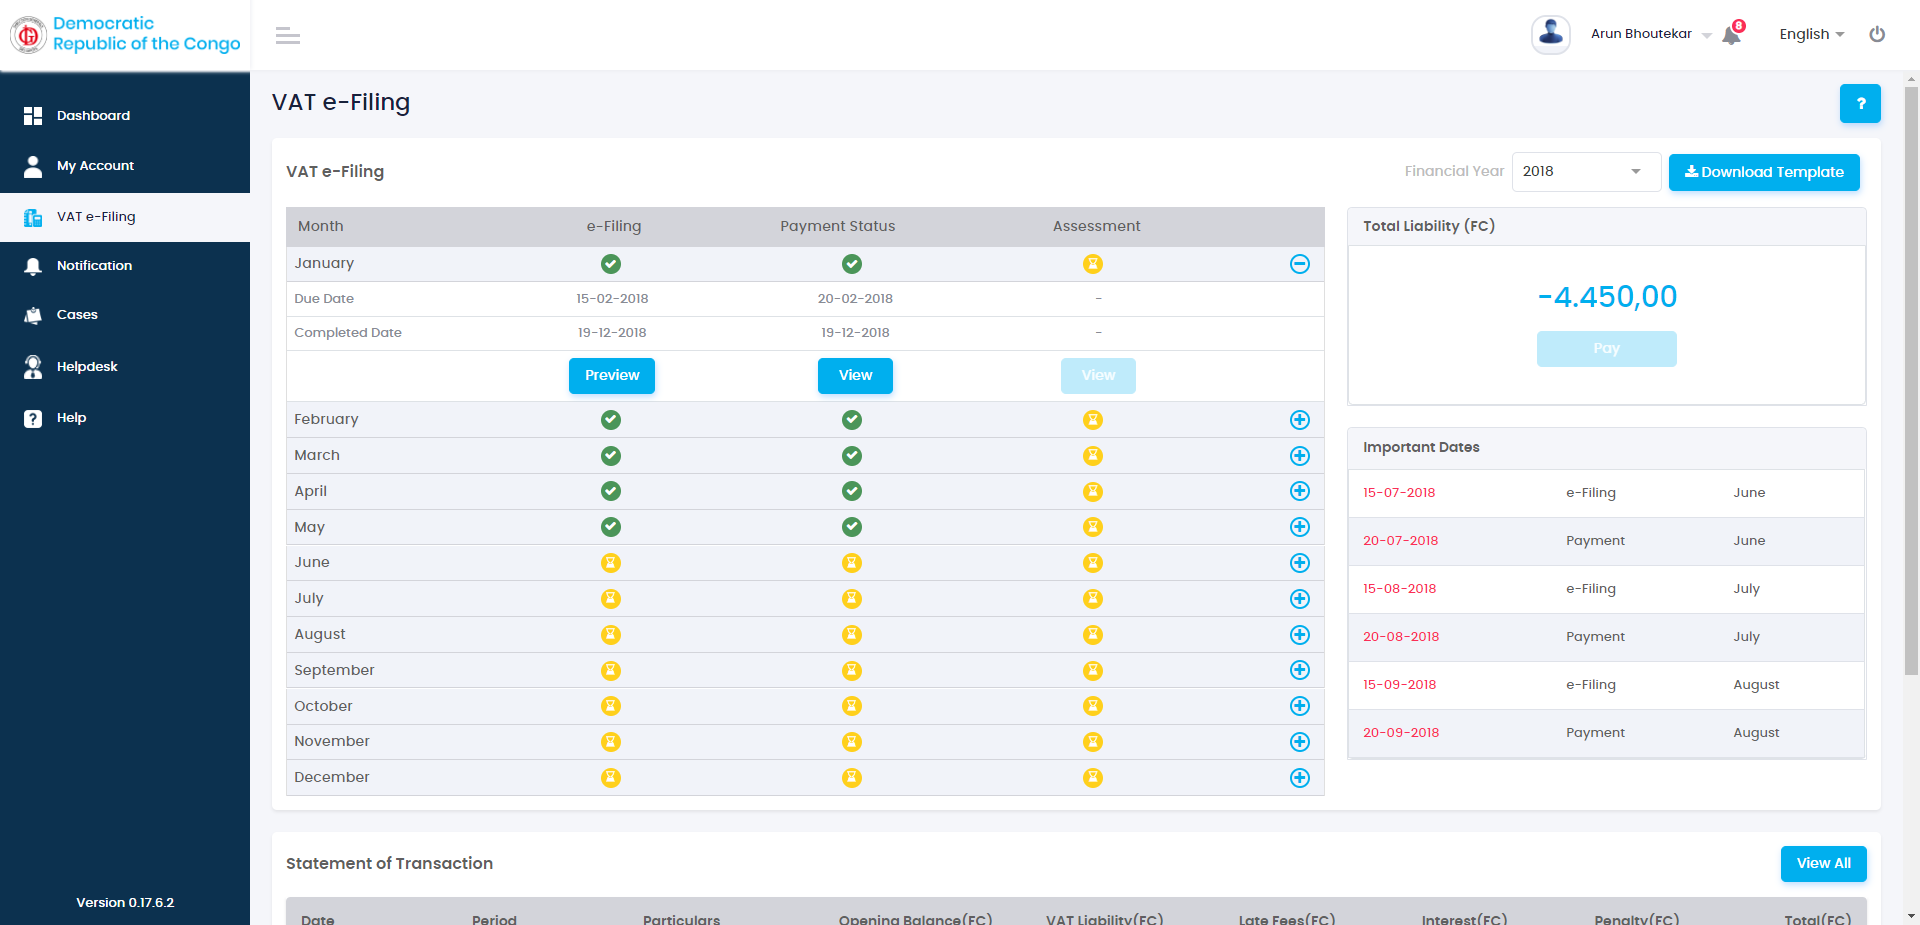 Democratic
Republic of the Congo
Arun Bhoutekar
8
English
Dashboard
My Account
VAT e-Filing
Notification
Cases
Helpdesk
? Help
Version 0.17.6.2
VAT e-Filing
?
VAT e-Filing
Financial Year 2018 Download Template
Month e-Filing Payment Status Assessment
January
Due Date 15-02-2018 20-02-2018 -
Completed Date 19-12-2018 19-12-2018 -
Preview View View
February
March
April
May
June
July
August
September
October
November
December
Total Liability (FC)
-4.450,00
Pay
Important Dates
15-07-2018 e-Filing June
20-07-2018 Payment June
15-08-2018 e-Filing July
20-08-2018 Payment July
15-09-2018 e-Filing August
20-09-2018 Payment August
Statement of Transaction View All
Date Period Particulars Opening Balance(FC) VAT Liability(FC) Late Fees(FC) Interest(FC) Penalty(FC) Total(FC)